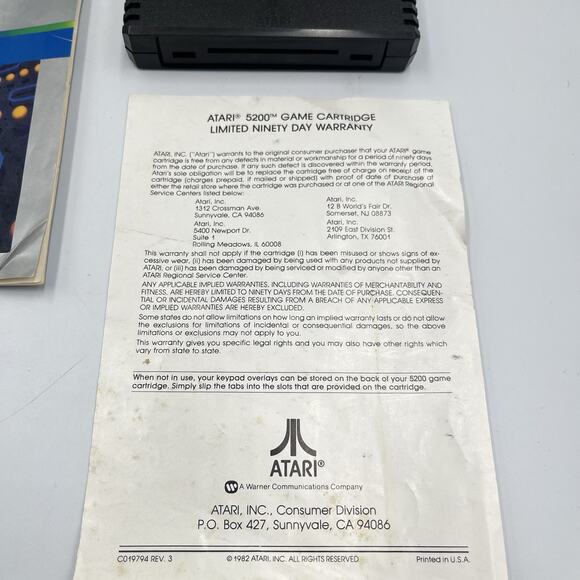 ATARI
ATARI® 5200™ GAME CARTRIDGE
LIMITED NINETY DAY WARRANTY
ATARI, INC. ("Atari") warrants to the original consumer purchaser that your ATARI® game
cartridge is free from any defects in material or workmanship for a period of ninety days
from the date of purchase. If any such defect is discovered within the warranty period,
Atari's sole obligation will be to replace the cartridge free of charge on receipt of the
cartridge (charges prepaid, if mailed or shipped) with proof of date of purchase at
either the retail store where the cartridge was purchased or at one of the ATARI Regional
Service Centers listed below:
Atari, Inc.
1312 Crossman Ave.
Sunnyvale, CA 94086
Atari, Inc.
12 B World's Fair Dr.
Somerset, NJ 08873
Atari, Inc.
5400 Newport Dr.
Suite 1
Rolling Meadows, IL 60008
Atari, Inc.
2109 East Division St.
Arlington, TX 76001
This warranty shall not apply if the cartridge (i) has been misused or shows signs of ex-
cessive wear, (ii) has been damaged by being used with any products not supplied by
ATARI, or (iii) has been damaged by being serviced or modified by anyone other than an
ATARI Regional Service Center.
ANY APPLICABLE IMPLIED WARRANTIES, INCLUDING WARRANTIES OF MERCHANTABILITY AND
FITNESS, ARE HEREBY LIMITED TO NINETY DAYS FROM THE DATE OF PURCHASE. CONSEQUEN-
TIAL OR INCIDENTAL DAMAGES RESULTING FROM A BREACH OF ANY APPLICABLE EXPRESS
OR IMPLIED WARRANTIES ARE HEREBY EXCLUDED.
Some states do not allow limitations on how long an implied warranty lasts or do not allow
the exclusions for limitations of incidental or consequential damages, so the above
limitations or exclusions may not apply to you.
This warranty gives you specific legal rights and you may also have other rights which
vary from state to state.
When not in use, your keypad overlays can be stored on the back of your 5200 game
cartridge. Simply slip the tabs into the slots that are provided on the cartridge.
ATARI®
A Warner Communications Company
ATARI, INC., Consumer Division
P.O. Box 427, Sunnyvale, CA 94086
C019794 REV. 3
© 1982 ATARI, INC. ALL RIGHTS RESERVED
Printed in U.S.A.